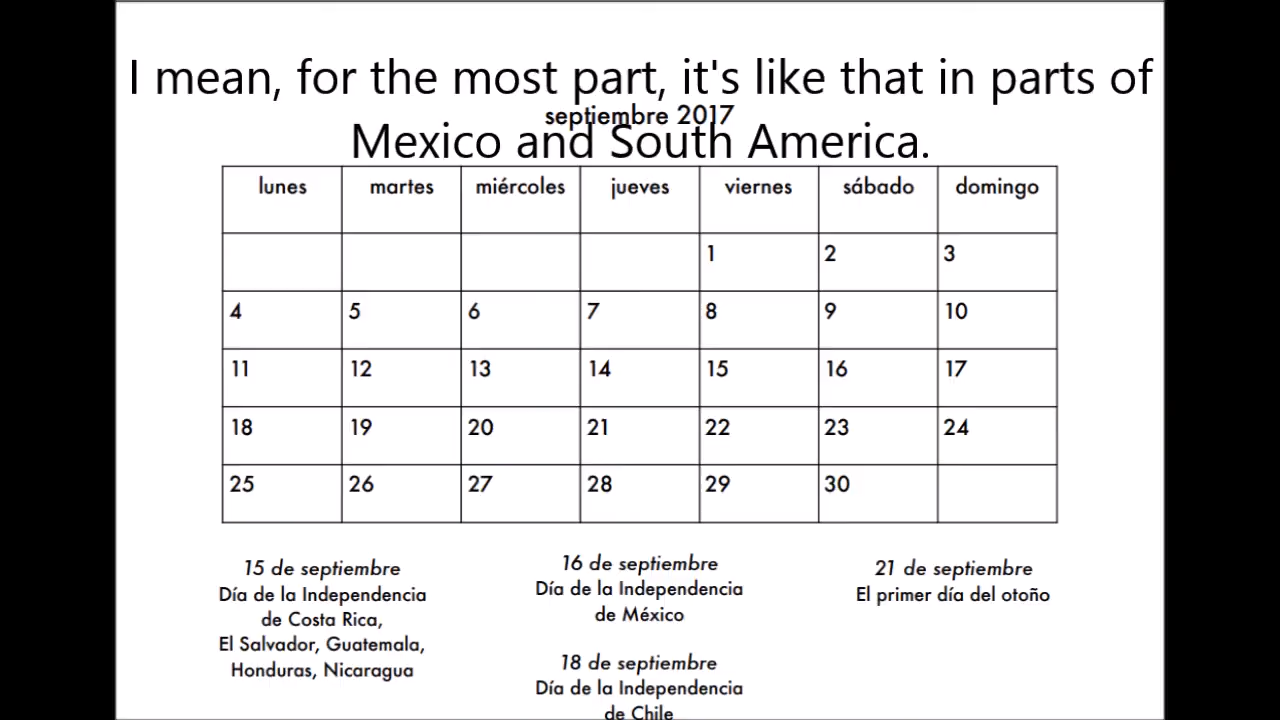 I mean, for the most part, it's like that in parts of
Mexico and South America.
septiembre 2017
lunes martes miércoles jueves viernes sábado domingo
1 2 3
4 5 6 7 8 9 10
11 12 13 14 15 16 17
18 19 20 21 22 23 24
25 26 27 28 29 30
15 de septiembre
Día de la Independencia
de Costa Rica,
El Salvador, Guatemala,
Honduras, Nicaragua
16 de septiembre
Día de la Independencia
de México
18 de septiembre
Día de la Independencia
de Chile
21 de septiembre
El primer día del otoño